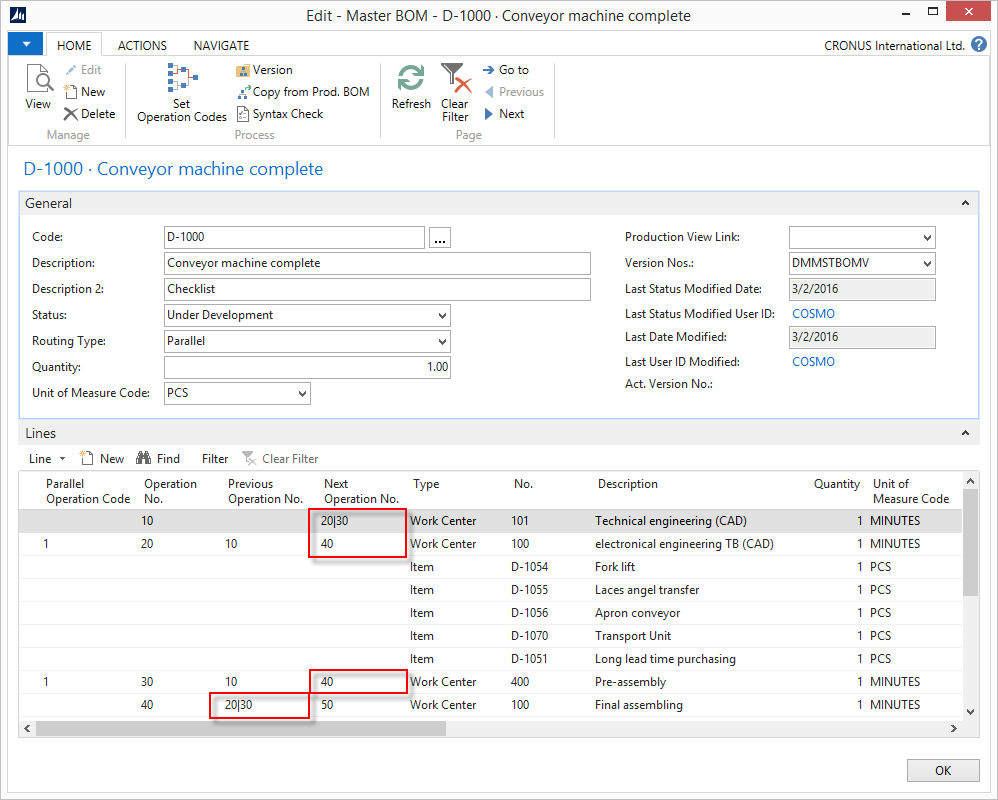 Edit - Master BOM - D-1000 · Conveyor machine complete
HOME ACTIONS NAVIGATE CRONUS International Ltd.
View
Edit
New
Delete
Manage
Set
Operation Codes
Version
Copy from Prod. BOM
Syntax Check
Process
Refresh
Clear
Filter
Go to
Previous
Next
Page
D-1000 · Conveyor machine complete
General
Code: D-1000 ...
Description: Conveyor machine complete
Description 2: Checklist
Status: Under Development
Routing Type: Parallel
Quantity: 1.00
Unit of Measure Code: PCS
Production View Link:
Version Nos.: DMMSTBOMV
Last Status Modified Date: 3/2/2016
Last Status Modified User ID: COSMO
Last Date Modified: 3/2/2016
Last User ID Modified: COSMO
Act. Version No.:
Lines
Line New Find Filter Clear Filter
Parallel Operation Previous Next Type No. Description Quantity Unit of
Operation Code No. Operation No. Operation No. Measure Code
10 20|30 Work Center 101 Technical engineering (CAD) 1 MINUTES
1 20 10 40 Work Center 100 electronical engineering TB (CAD) 1 MINUTES
Item D-1054 Fork lift 1 PCS
Item D-1055 Laces angel transfer 1 PCS
Item D-1056 Apron conveyor 1 PCS
Item D-1070 Transport Unit 1 PCS
Item D-1051 Long lead time purchasing 1 PCS
1 30 10 40 Work Center 400 Pre-assembly 1 MINUTES
40 20|30 50 Work Center 100 Final assembling 1 MINUTES
OK